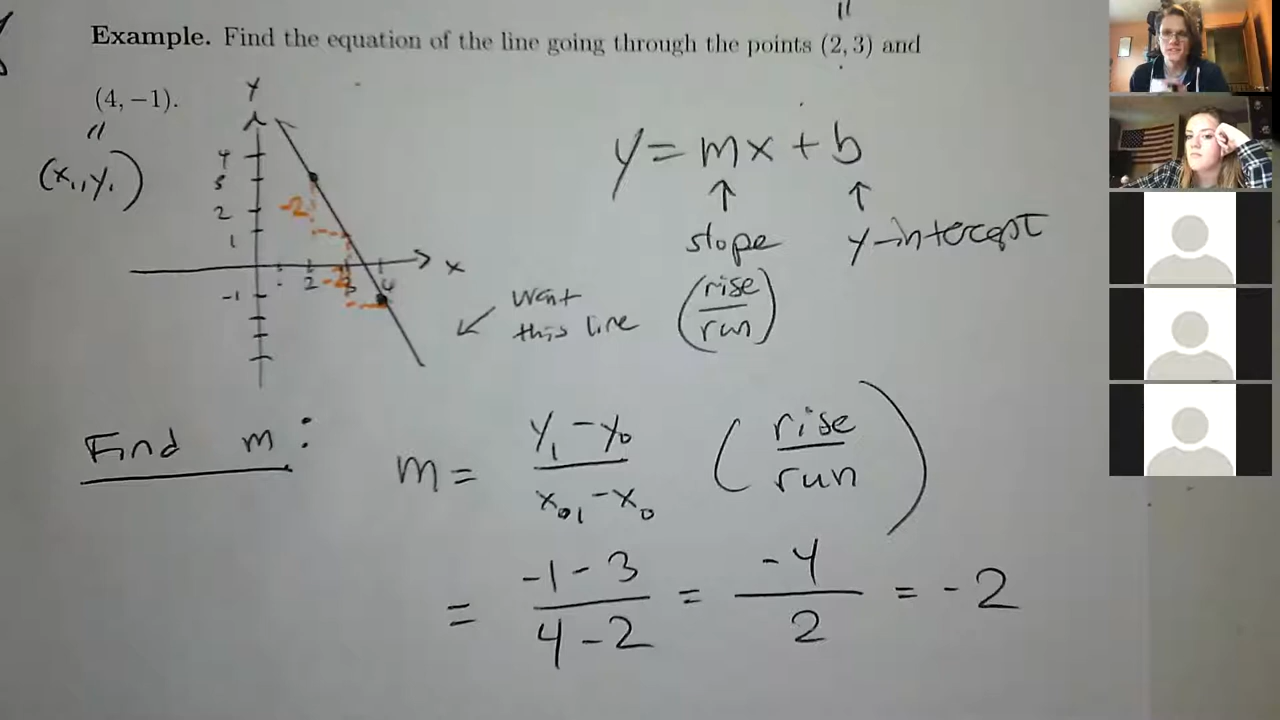 Example. Find the equation of the line going through the points (2, 3) and
(4, −1).
"
"
(x₁, y₁)
y
4
3
2
1
-1
2
3
4
x
-2
-2
want
this line
y = mx + b
↑ ↑
slope y-intercept
(rise/run)
Find m:
m = (y₁ - y₀)/(x₀₁ - x₀) (rise/run)
= (-1 - 3)/(4 - 2) = -4/2 = -2